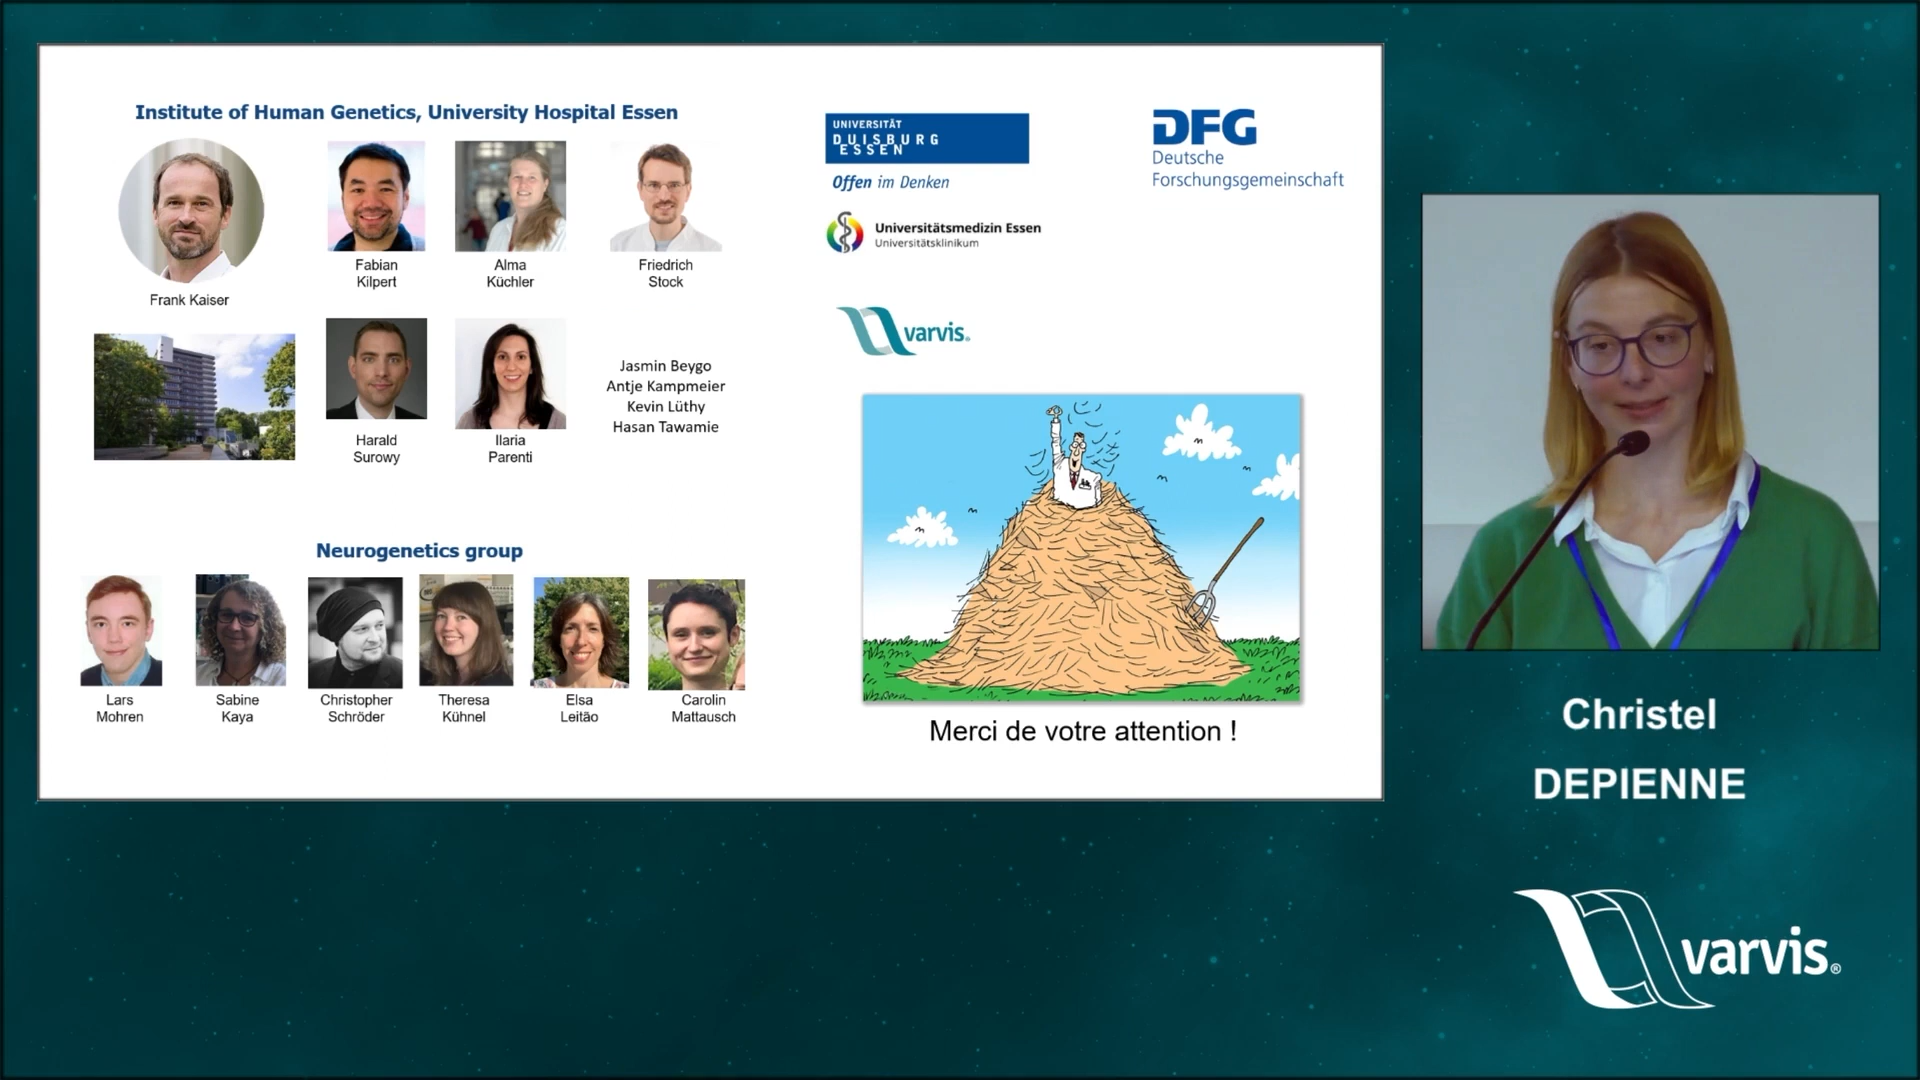 Institute of Human Genetics, University Hospital Essen
Frank Kaiser
Fabian
Kilpert
Alma
Küchler
Friedrich
Stock
Harald
Surowy
Ilaria
Parenti
Jasmin Beygo
Antje Kampmeier
Kevin Lüthy
Hasan Tawamie
Neurogenetics group
Lars
Mohren
Sabine
Kaya
Christopher
Schröder
Theresa
Kühnel
Elsa
Leitão
Carolin
Mattausch
UNIVERSITÄT
DUISBURG
ESSEN
Offen im Denken
DFG
Deutsche
Forschungsgemeinschaft
Universitätsmedizin Essen
Universitätsklinikum
varvis®
Merci de votre attention !
Christel
DEPIENNE
varvis®